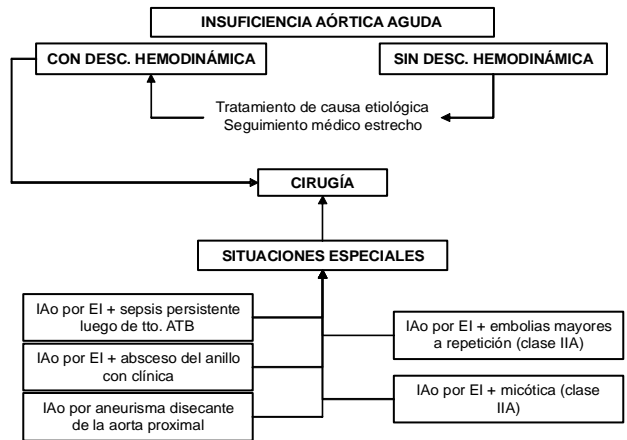 INSUFICIENCIA AÓRTICA AGUDA
CON DESC. HEMODINÁMICA
SIN DESC. HEMODINÁMICA
Tratamiento de causa etiológica
Seguimiento médico estrecho
CIRUGÍA
SITUACIONES ESPECIALES
IAo por EI + sepsis persistente
luego de tto. ATB
IAo por EI + absceso del anillo
con clínica
IAo por aneurisma disecante
de la aorta proximal
IAo por EI + embolias mayores
a repetición (clase IIA)
IAo por EI + micótica (clase
IIA)